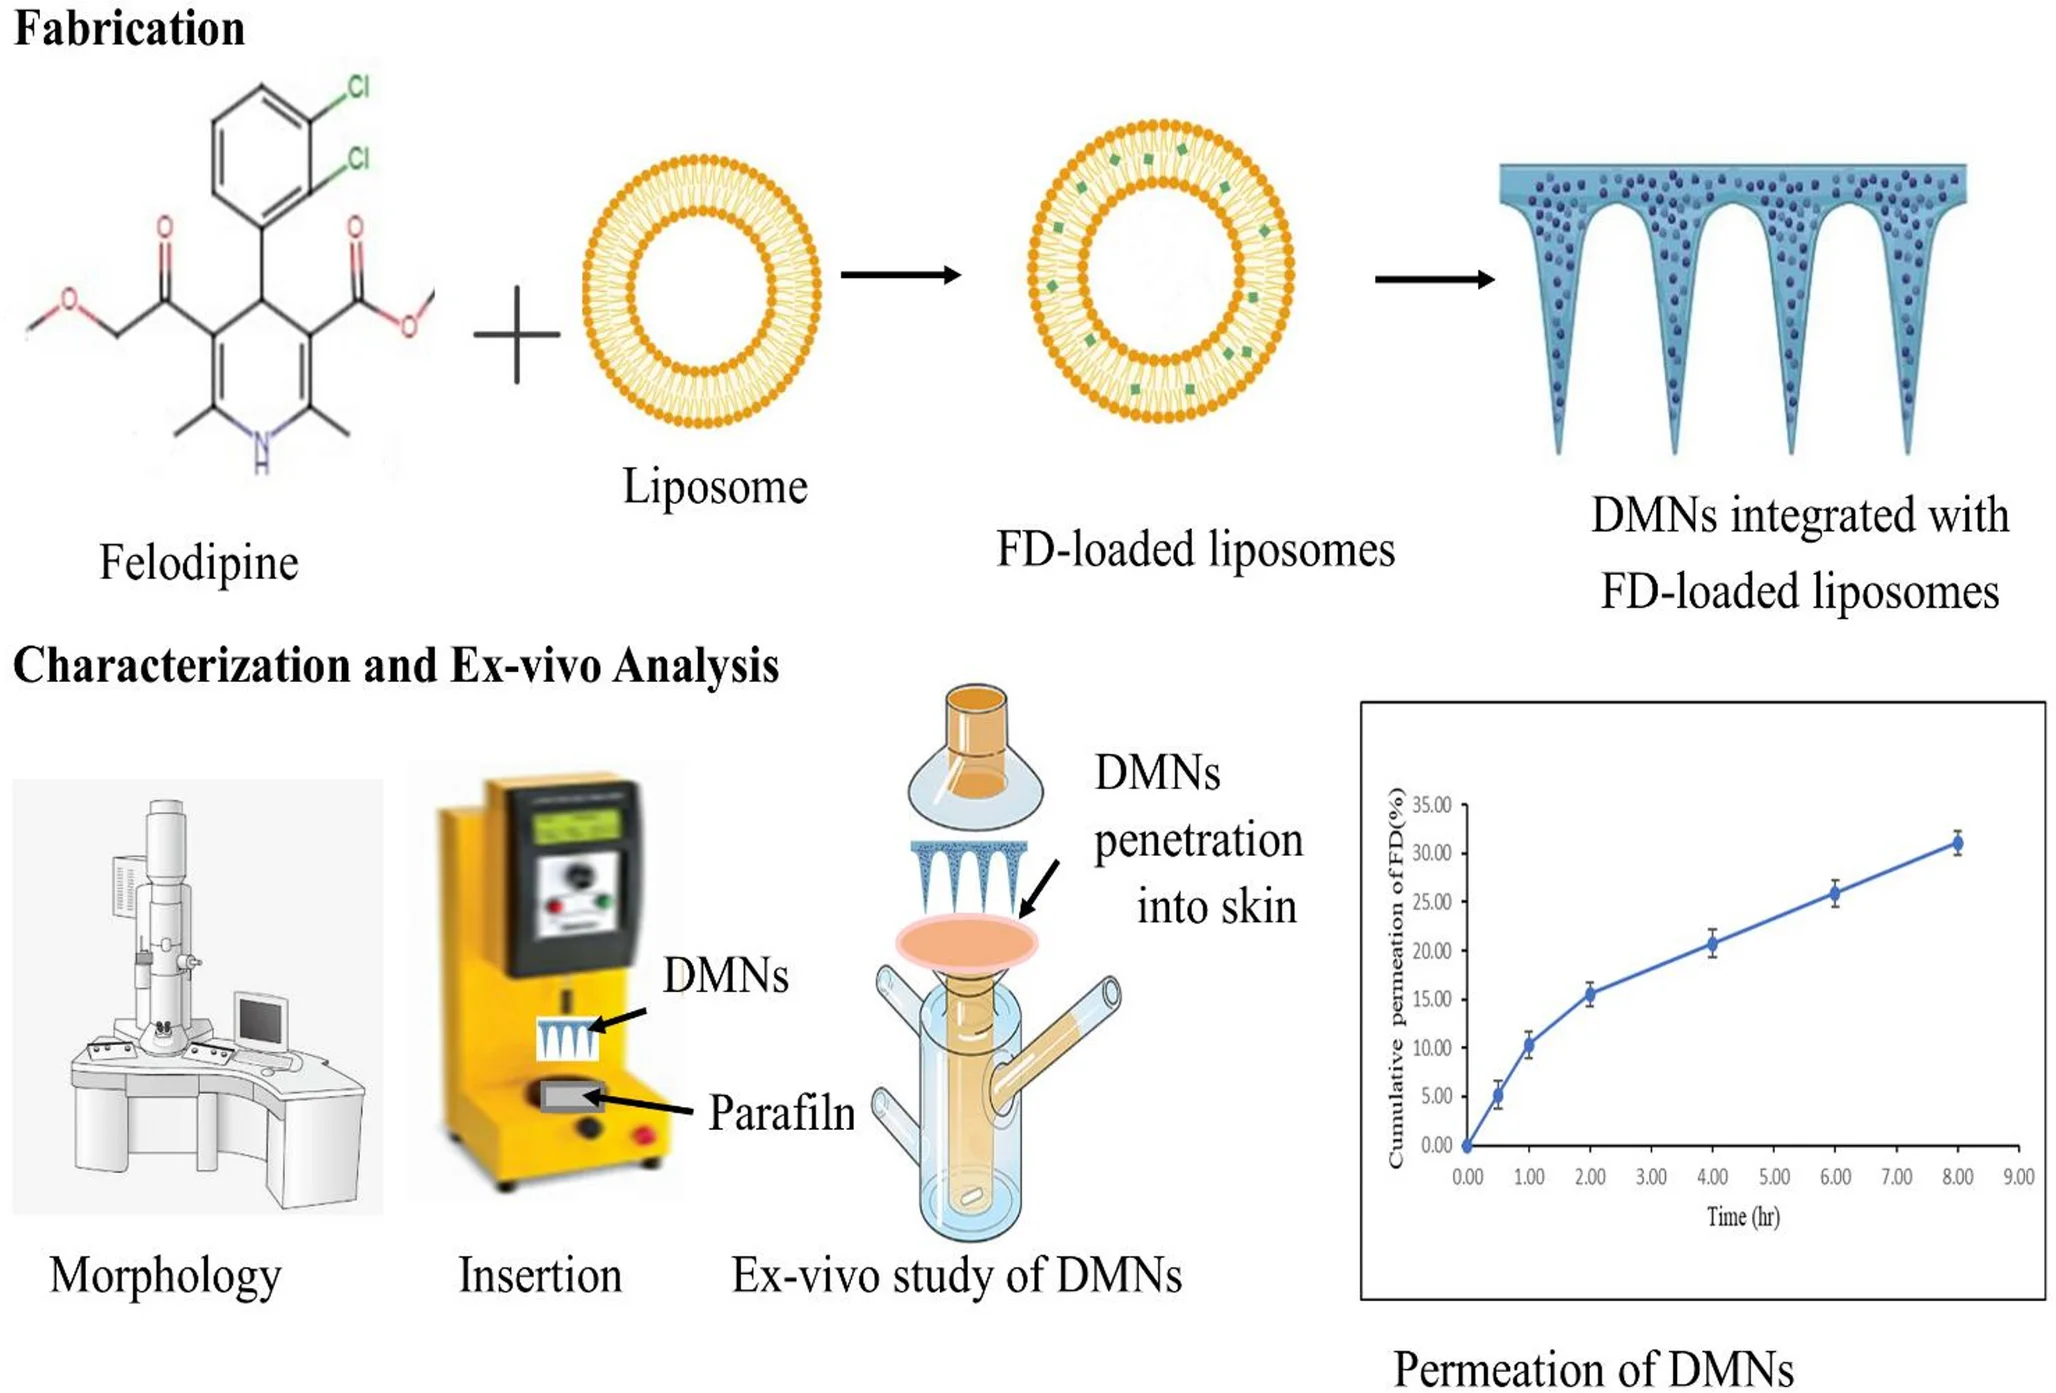 Fabrication
Cl
Cl
O
O
O
O
N
H
Felodipine
Liposome
FD-loaded liposomes
DMNs integrated with
FD-loaded liposomes
Characterization and Ex-vivo Analysis
DMNs
penetration
into skin
DMNs
Parafiln
Morphology
Insertion
Ex-vivo study of DMNs
Cumulative permeation of FD(%)
35.00
30.00
25.00
20.00
15.00
10.00
5.00
0.00
0.00 1.00 2.00 3.00 4.00 5.00 6.00 7.00 8.00 9.00
Time (hr)
Permeation of DMNs